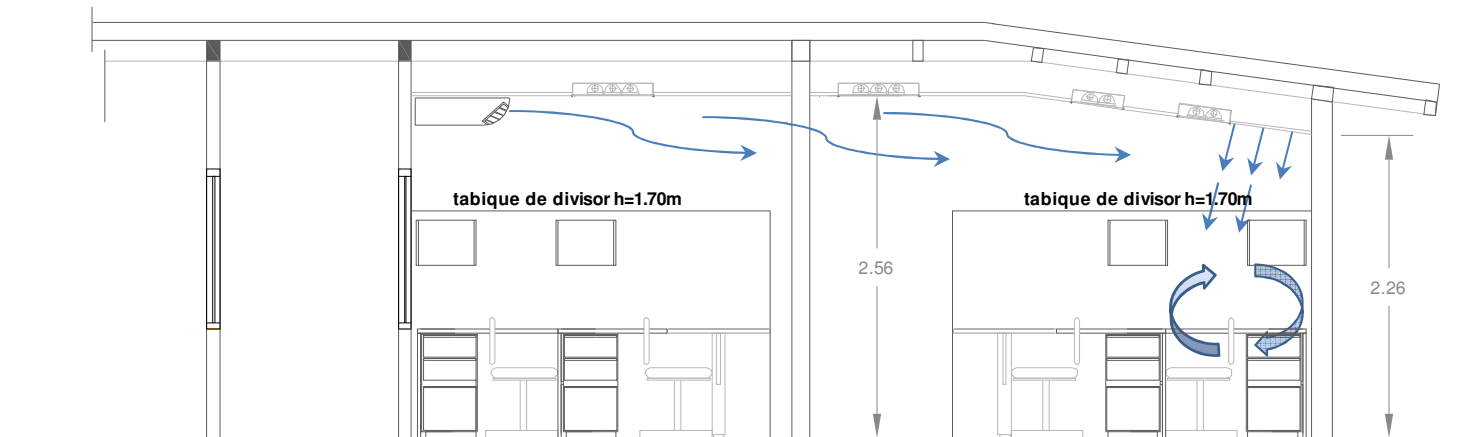 tabique de divisor h=1.70m
tabique de divisor h=1.70m
2.56
2.26